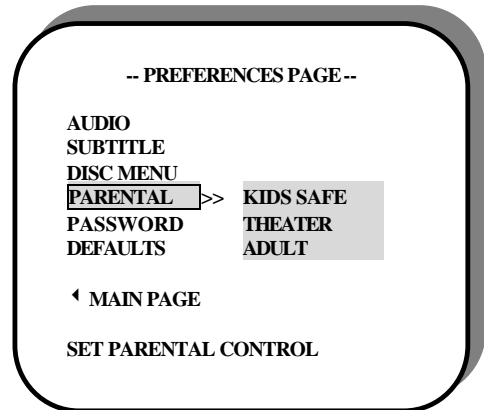 -- PREFERENCES PAGE --
AUDIO
SUBTITLE
DISC MENU
PARENTAL >> KIDS SAFE
PASSWORD THEATER
DEFAULTS ADULT
MAIN PAGE
SET PARENTAL CONTROL